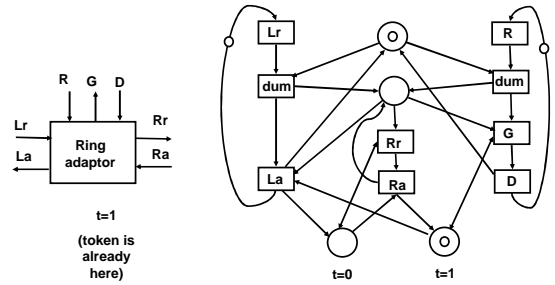 R G D
Lr
La
Ring
adaptor
Rr
Ra
t=1
(token is
already
here)
Lr
R
dum
dum
Rr
G
La
Ra
D
t=0
t=1